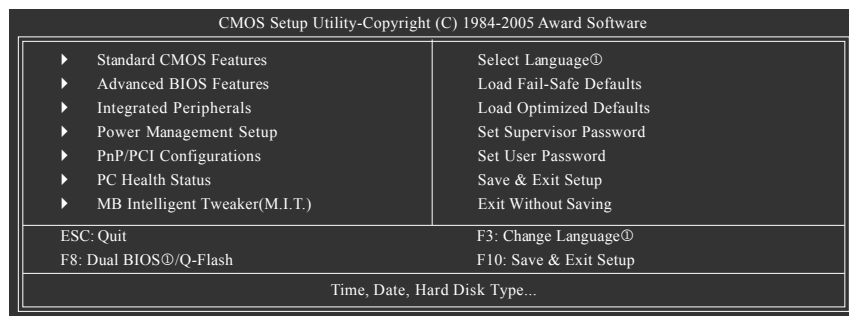 CMOS Setup Utility-Copyright (C) 1984-2005 Award Software
Standard CMOS Features
Advanced BIOS Features
Integrated Peripherals
Power Management Setup
PnP/PCI Configurations
PC Health Status
MB Intelligent Tweaker(M.I.T.)
Select Language①
Load Fail-Safe Defaults
Load Optimized Defaults
Set Supervisor Password
Set User Password
Save & Exit Setup
Exit Without Saving
ESC: Quit
F3: Change Language①
F8: Dual BIOS①/Q-Flash
F10: Save & Exit Setup
Time, Date, Hard Disk Type...